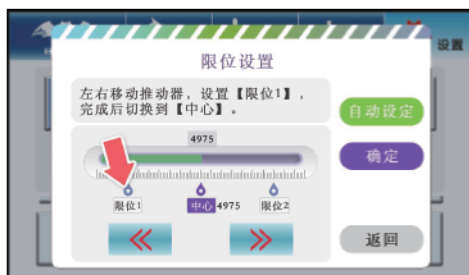 设置
限位设置
左右移动推动器，设置【限位1】，
完成后切换到【中心】。
自动设定
4975
确定
限位1
中心 4975
限位2
返回